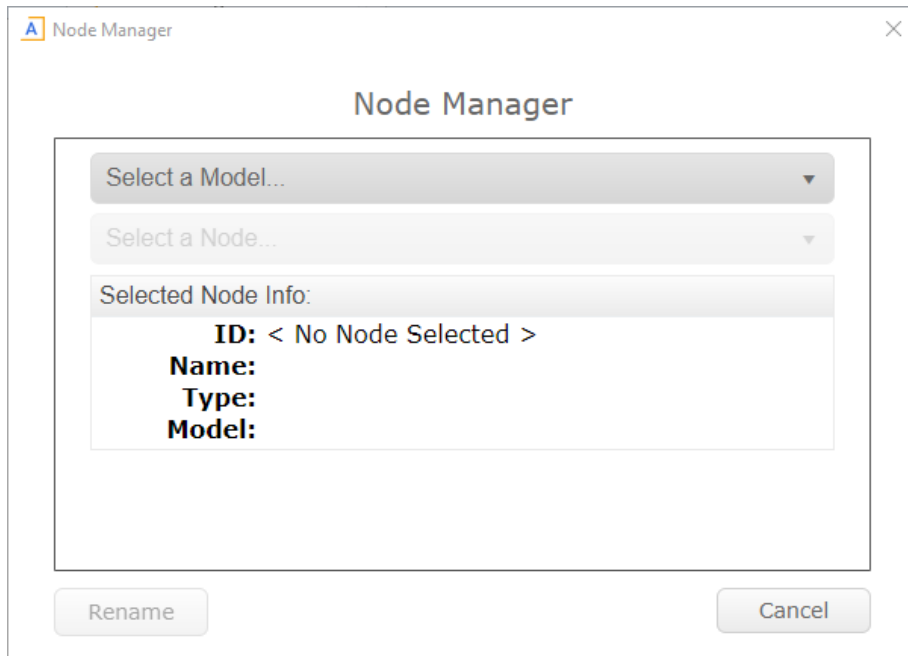 A Node Manager
Node Manager
Select a Model...
Select a Node...
Selected Node Info:
ID: < No Node Selected >
Name:
Type:
Model:
Rename
Cancel